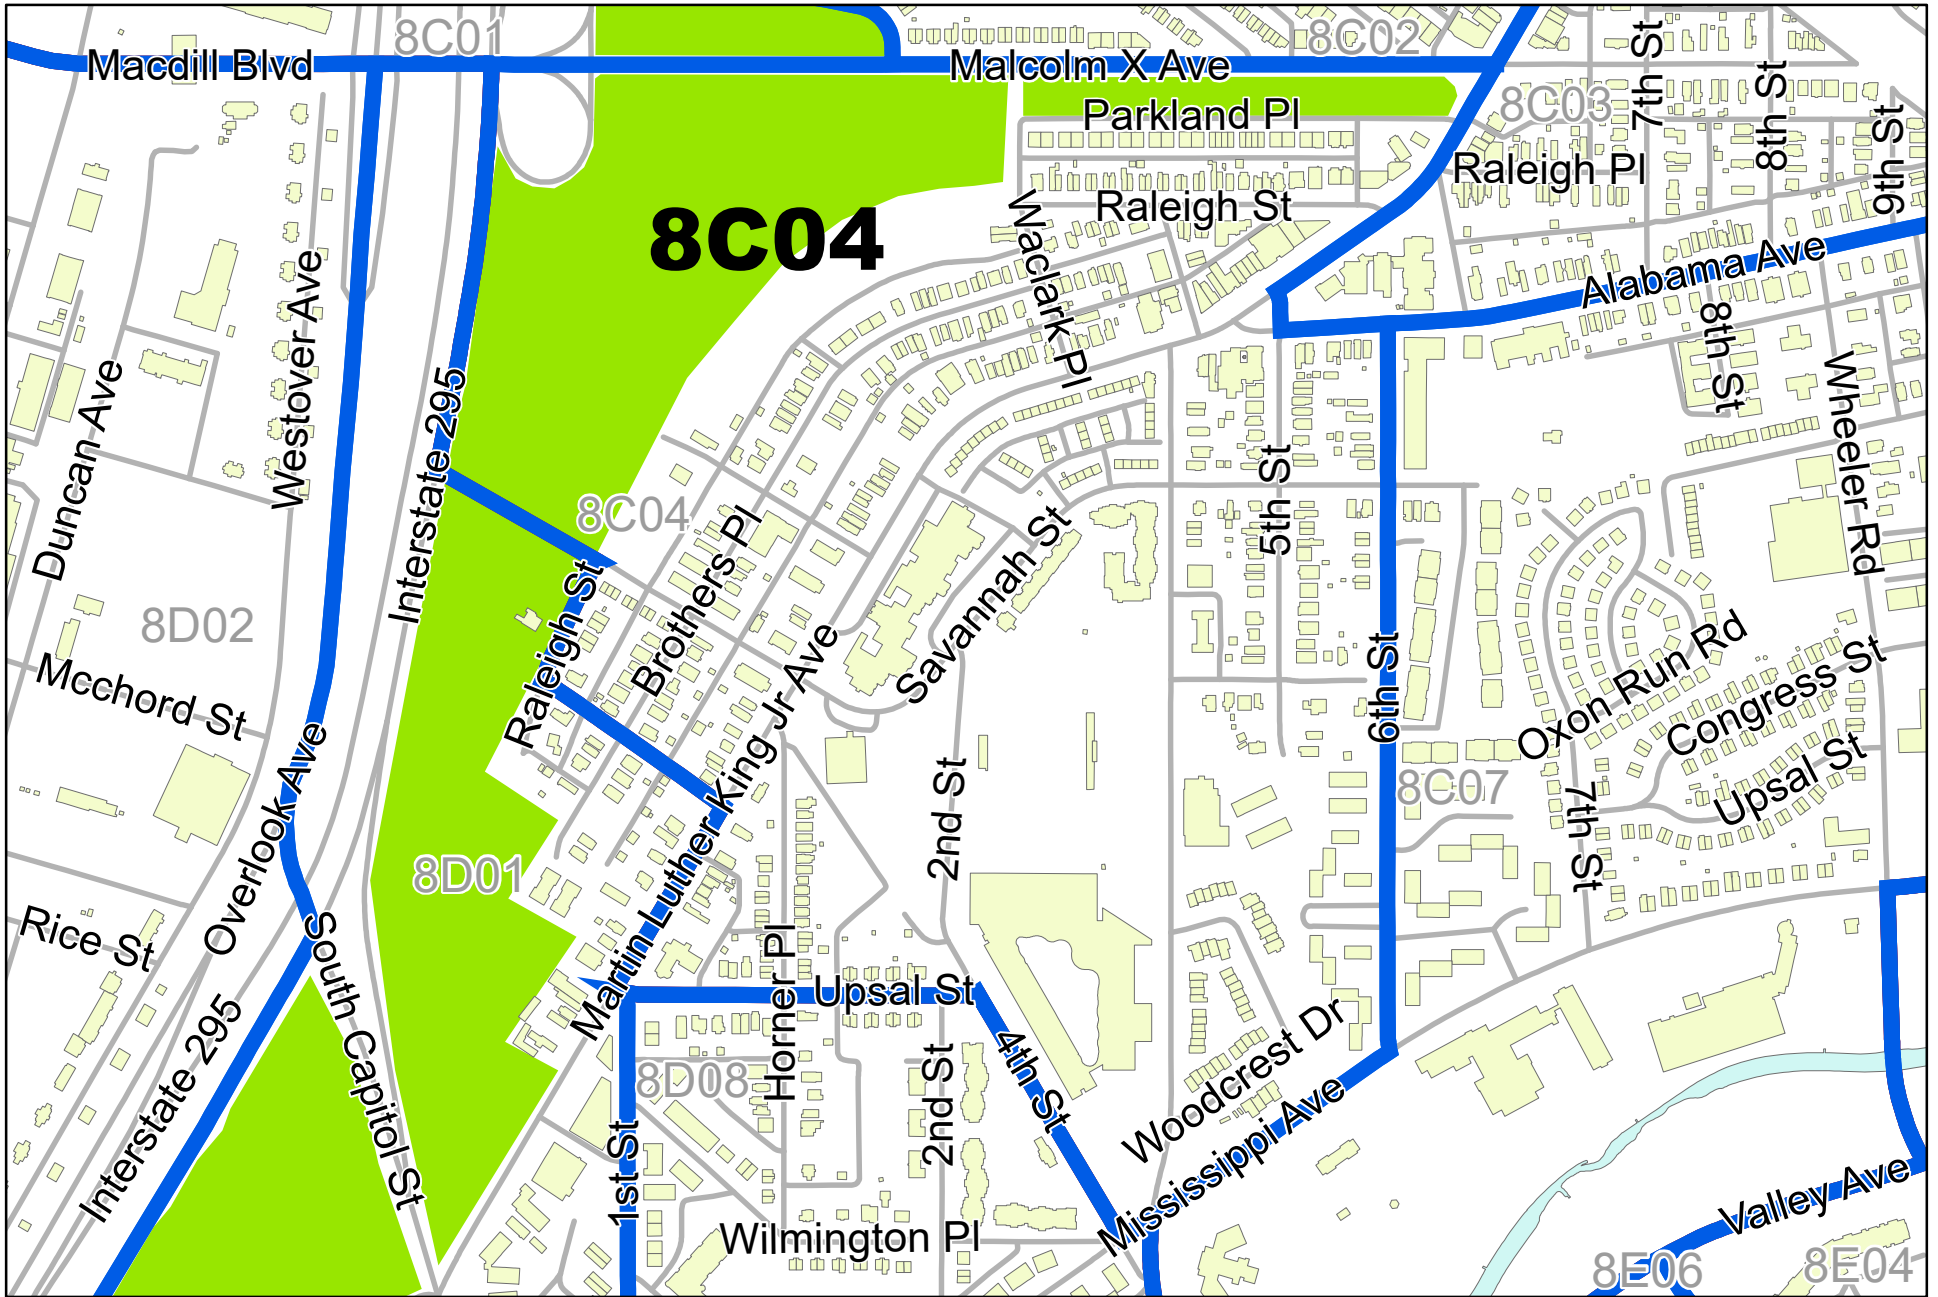 8C01
8C02
Macdill Blvd
Malcolm X Ave
7th St
8th St
8C03
Parkland Pl
9th St
Raleigh Pl
Raleigh St
8C04
Waclark Pl
Westover Ave
Alabama Ave
8th St
Wheeler Rd
Duncan Ave
Interstate 295
5th St
8C04
Brothers Pl
Savannah St
Raleigh St
8D02
Mcchord St
Martin Luther King Jr Ave
6th St
Oxon Run Rd
Congress St
Upsal St
Overlook Ave
2nd St
8C07
7th St
8D01
Rice St
South Capitol St
Horner Pl
Upsal St
Interstate 295
4th St
Woodcrest Dr
8D08
2nd St
Mississippi Ave
1st St
Wilmington Pl
Valley Ave
8E06
8E04